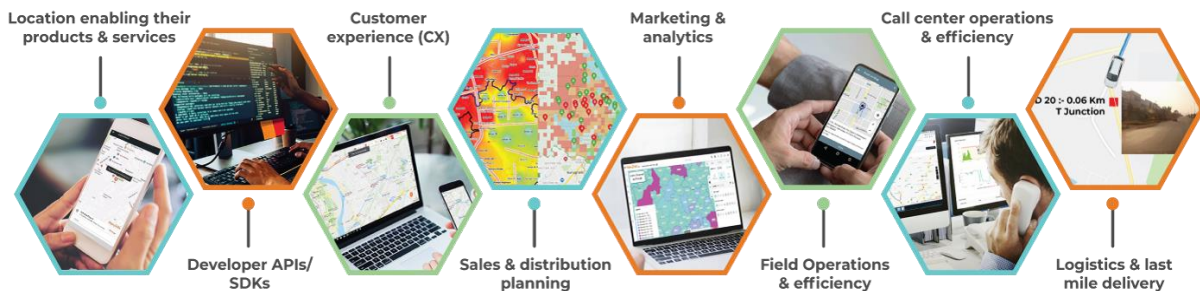 Location enabling their
products & services
Customer
experience (CX)
Marketing &
analytics
Call center operations
& efficiency
D 20 :- 0.06 Km
T Junction
Developer APIs/
SDKs
Sales & distribution
planning
Field Operations
& efficiency
Logistics & last
mile delivery